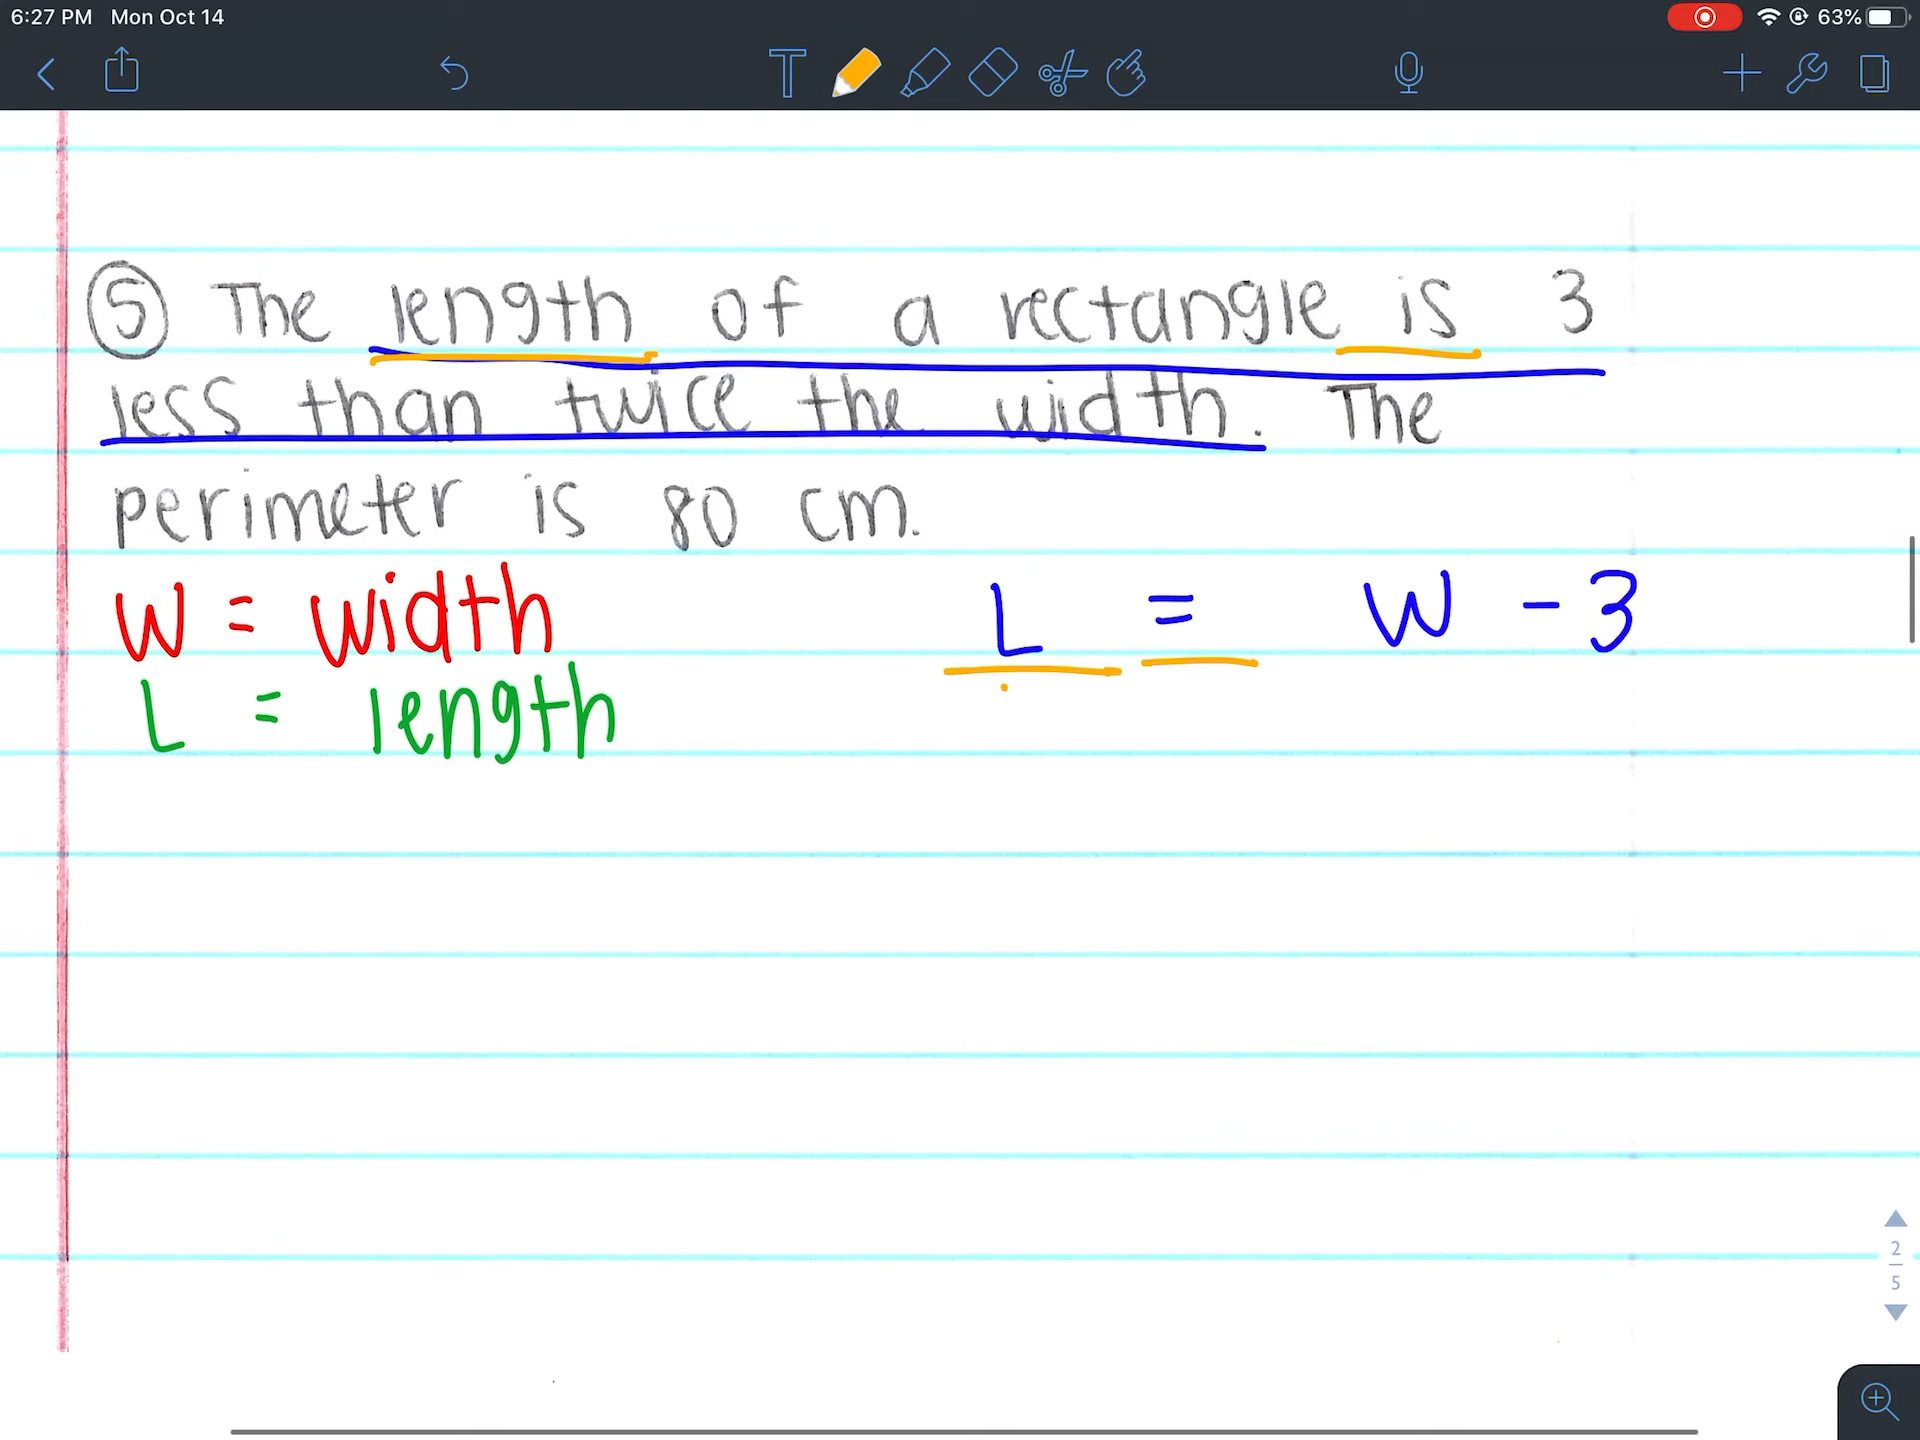 6:27 PM Mon Oct 14 63%
T
⑤ The length of a rectangle is 3
less than twice the width. The
perimeter is 80 cm.
W = width L = W - 3
L = length
2
5